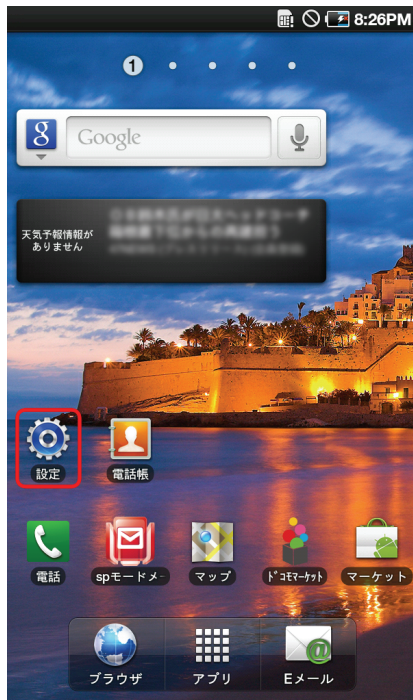 8:26PM
1
8
Google
天気予報情報が
ありません
設定
電話帳
電話
spモードメｰ
マップ
ﾄﾞｺﾓﾏｰｹｯﾄ
マーケット
ブラウザ
アプリ
Eメール